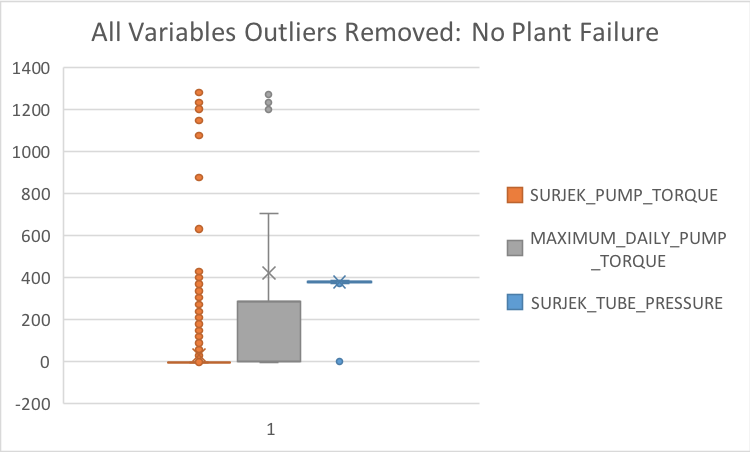 All Variables Outliers Removed: No Plant Failure
1400
1200
1000
800
600
400
200
0
-200
1
SURJEK_PUMP_TORQUE
MAXIMUM_DAILY_PUMP
_TORQUE
SURJEK_TUBE_PRESSURE